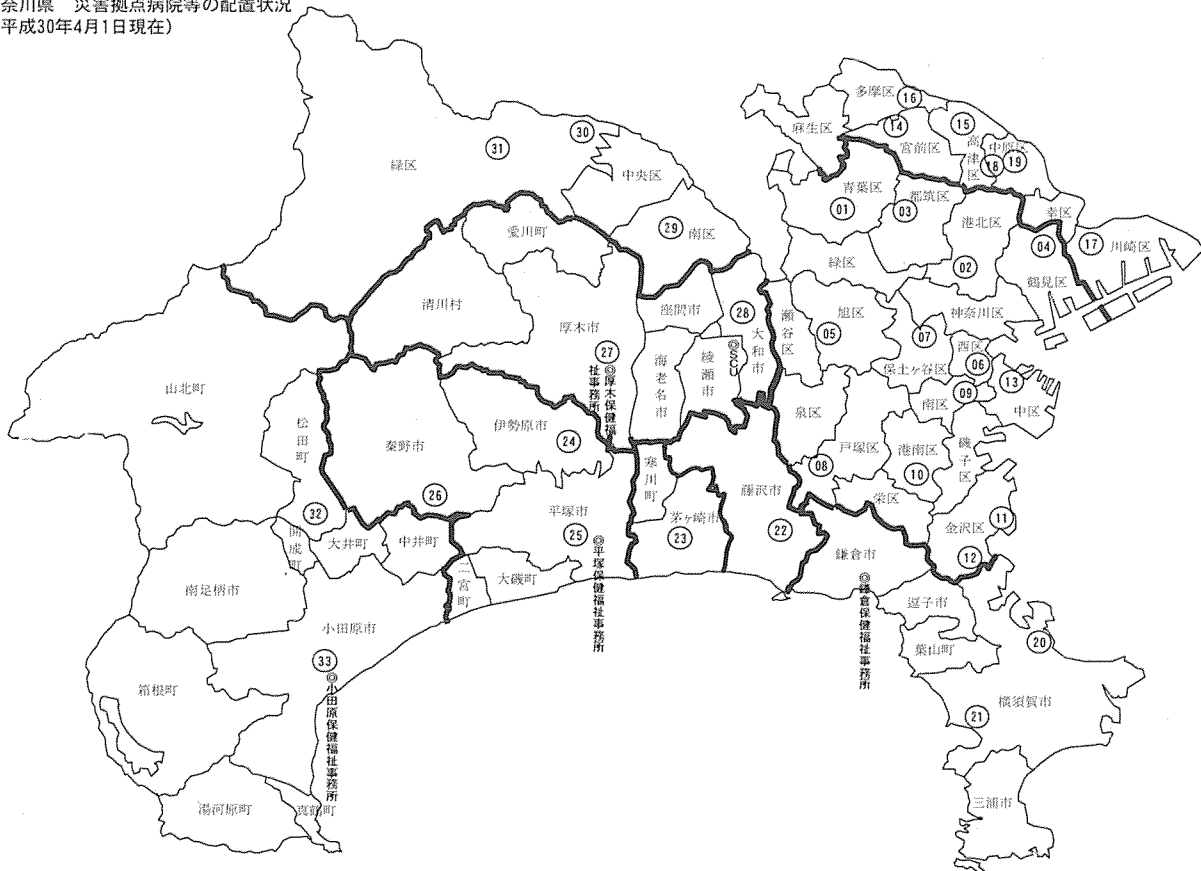 奈川県 災害拠点病院等の配置状況
平成30年4月1日現在）
多摩区
16
麻生区
14
宮前区
15
高津区
中原区
18
19
30
31
緑区
中央区
青葉区
01
都筑区
03
港北区
幸区
04
17
川崎区
愛川町
29
南区
緑区
02
鶴見区
清川村
座間市
28
大和市
瀬谷区
旭区
05
神奈川区
07
保土ヶ谷区
西区
06
厚木市
27
◎厚木保健福祉事務所
海老名市
綾瀬市
◎SCU
09
13
中区
南区
山北町
松田町
秦野市
伊勢原市
24
泉区
戸塚区
08
港南区
10
磯子区
栄区
寒川町
藤沢市
26
平塚市
25
茅ヶ崎市
23
22
金沢区
11
12
32
開成町
大井町
中井町
◎平塚保健福祉事務所
鎌倉市
◎鎌倉保健福祉事務所
二宮町
大磯町
南足柄市
逗子市
小田原市
20
葉山町
33
◎小田原保健福祉事務所
箱根町
横須賀市
21
湯河原町
真鶴町
三浦市